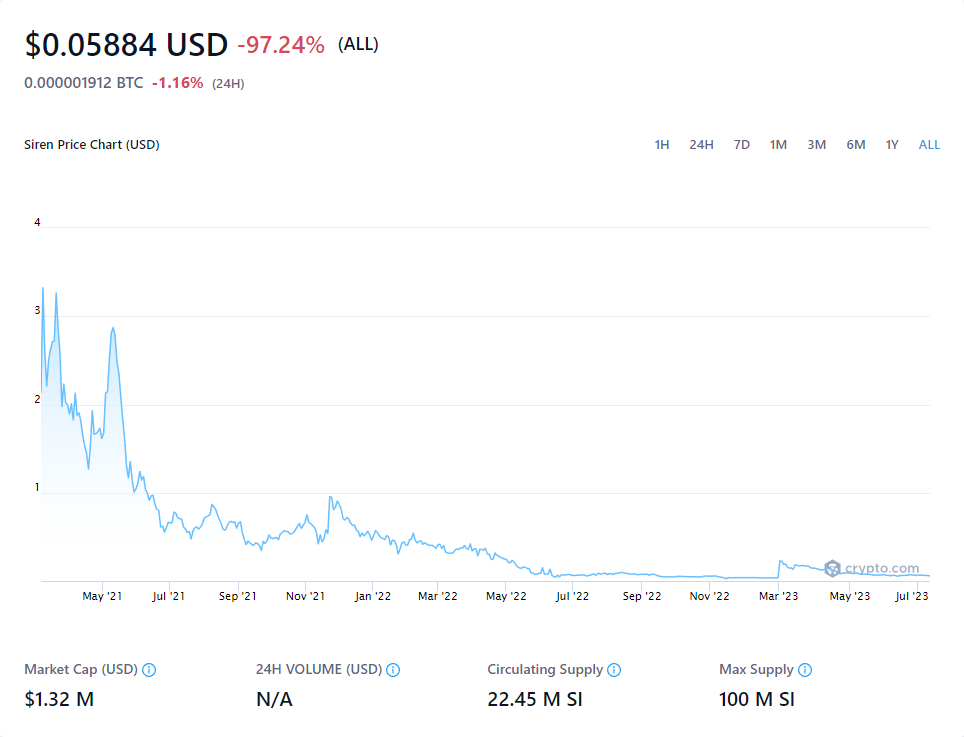 $0.05884 USD -97.24% (ALL)
0.000001912 BTC -1.16% (24H)
Siren Price Chart (USD) 1H 24H 7D 1M 3M 6M 1Y ALL
4
3
2
1
crypto.com
May '21 Jul '21 Sep '21 Nov '21 Jan '22 Mar '22 May '22 Jul '22 Sep '22 Nov '22 Mar '23 May '23 Jul '23
Market Cap (USD) 24H VOLUME (USD) Circulating Supply Max Supply
$1.32 M N/A 22.45 M SI 100 M SI